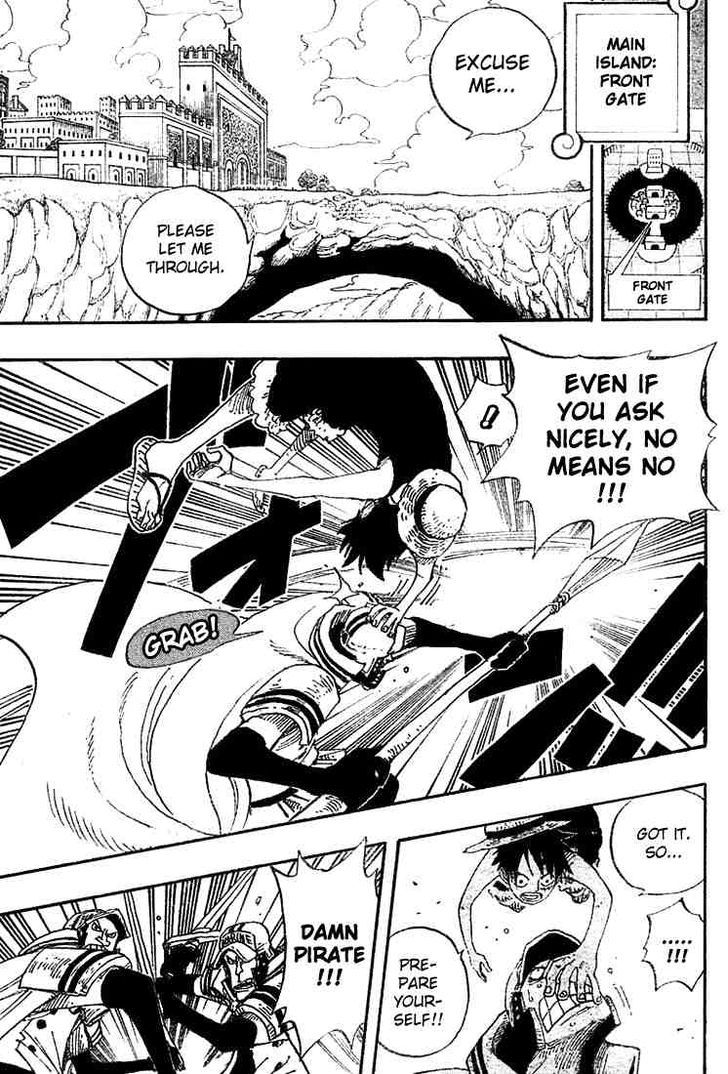 MAIN
ISLAND:
FRONT
GATE
EXCUSE
ME...
FRONT
GATE
PLEASE
LET ME
THROUGH.
EVEN IF
YOU ASK
NICELY, NO
MEANS NO
!!!
!
GRAB!
GOT IT.
SO...
.....
!!!
PRE-
PARE
YOUR-
SELF!!
DAMN
PIRATE
!!!